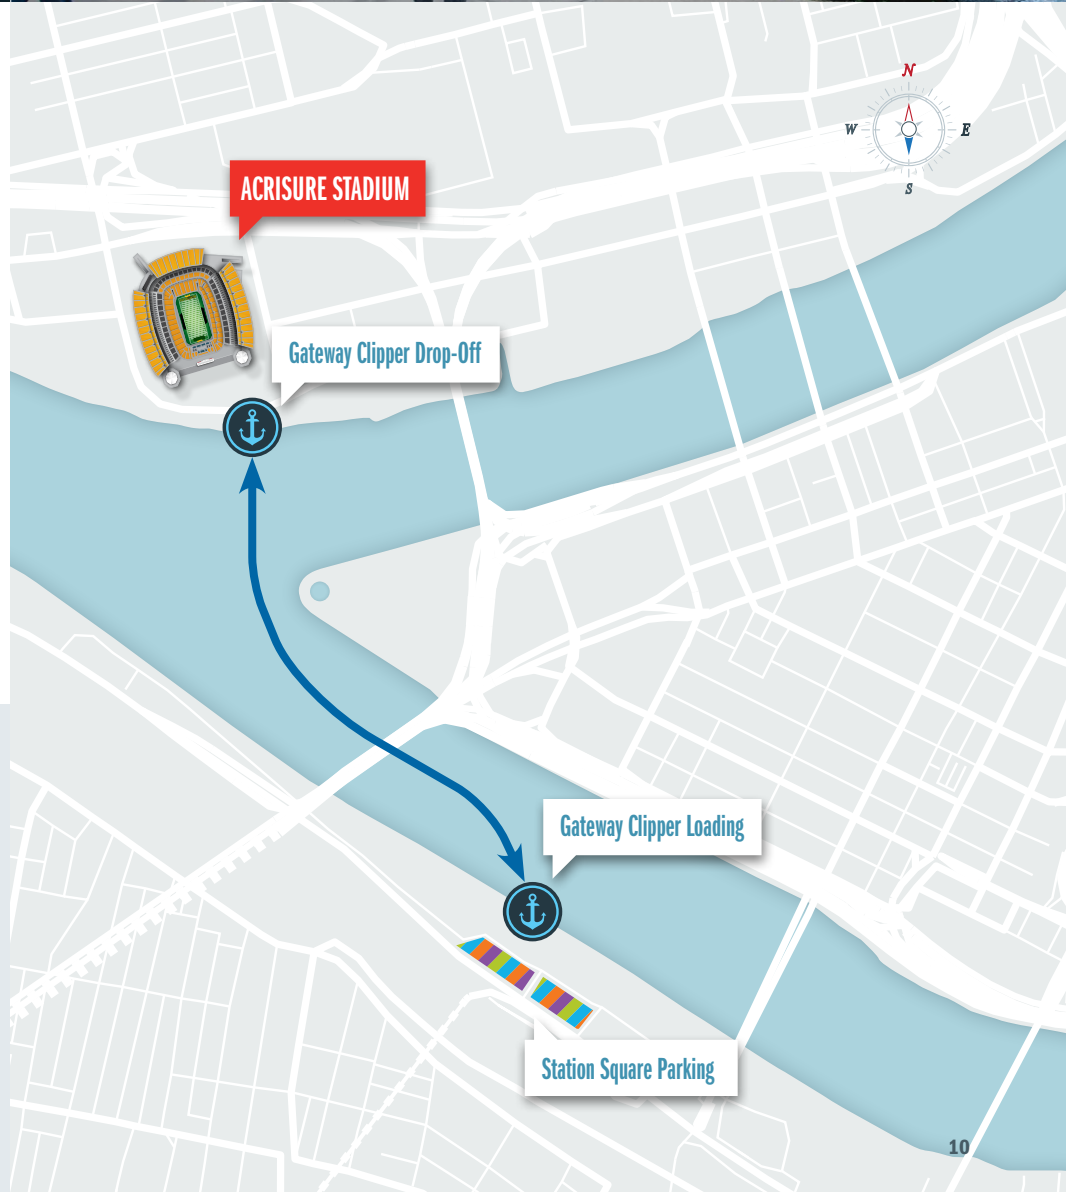 N
W
E
S
ACRISURE STADIUM
Gateway Clipper Drop-Off
Gateway Clipper Loading
Station Square Parking
10